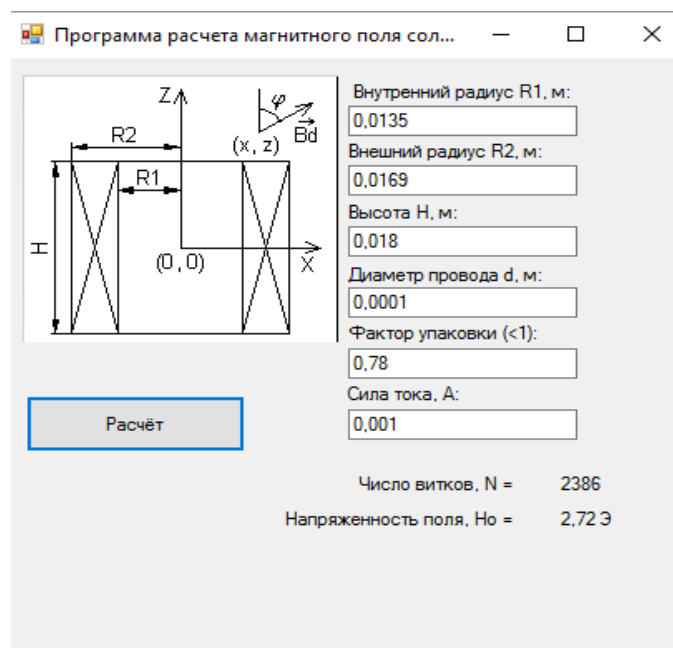 Программа расчета магнитного поля сол...
Z
φ
R2
(x, z)
Bd
R1
H
(0,0)
X
Внутренний радиус R1, м:
0,0135
Внешний радиус R2, м:
0,0169
Высота Н, м:
0,018
Диаметр провода d, м:
0,0001
Фактор упаковки (<1):
0,78
Сила тока, А:
0,001
Расчёт
Число витков, N = 2386
Напряженность поля, Но = 2,72 Э